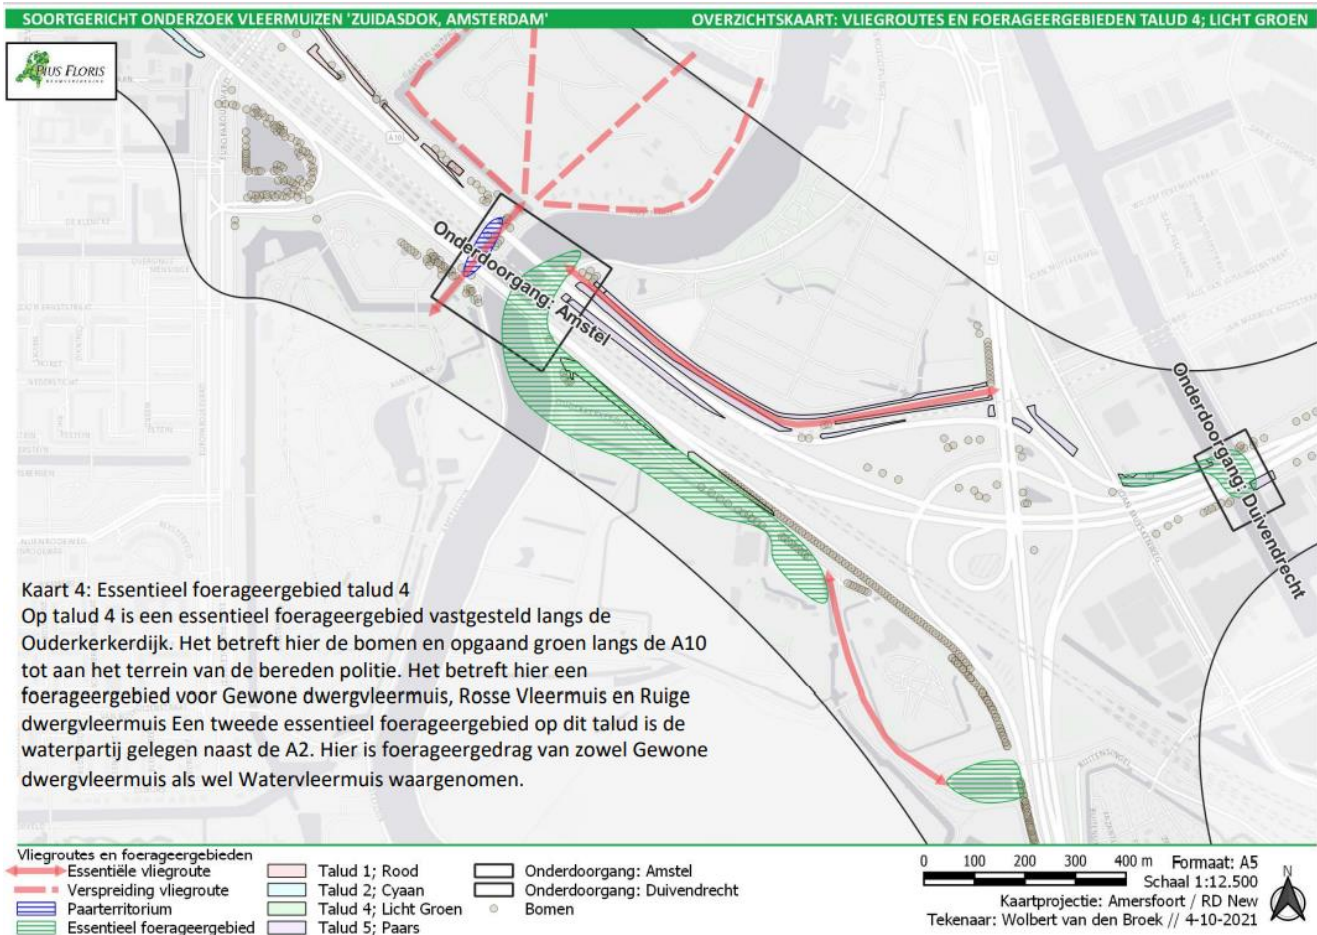 SOORTGERICHT ONDERZOEK VLEERMUIZEN 'ZUIDASDOK, AMSTERDAM'
OVERZICHTSKAART: VLIEGROUTES EN FOERAGEERGEBIEDEN TALUD 4; LICHT GROEN
PIUS FLORIS
BOOMVERZORGING
A10
A2
Onderdoorgang: Amstel
Onderdoorgang: Duivendrecht
Kaart 4: Essentieel foerageergebied talud 4
Op talud 4 is een essentieel foerageergebied vastgesteld langs de
Ouderkerkerdijk. Het betreft hier de bomen en opgaand groen langs de A10
tot aan het terrein van de bereden politie. Het betreft hier een
foerageergebied voor Gewone dwergvleermuis, Rosse Vleermuis en Ruige
dwergvleermuis Een tweede essentieel foerageergebied op dit talud is de
waterpartij gelegen naast de A2. Hier is foerageergedrag van zowel Gewone
dwergvleermuis als wel Watervleermuis waargenomen.
Vliegroutes en foerageergebieden
Essentiële vliegroute
Verspreiding vliegroute
Paarterritorium
Essentieel foerageergebied
Talud 1; Rood
Talud 2; Cyaan
Talud 4; Licht Groen
Talud 5; Paars
Onderdoorgang: Amstel
Onderdoorgang: Duivendrecht
Bomen
0 100 200 300 400 m
Formaat: A5
Schaal 1:12.500
Kaartprojectie: Amersfoort / RD New
Tekenaar: Wolbert van den Broek // 4-10-2021
N